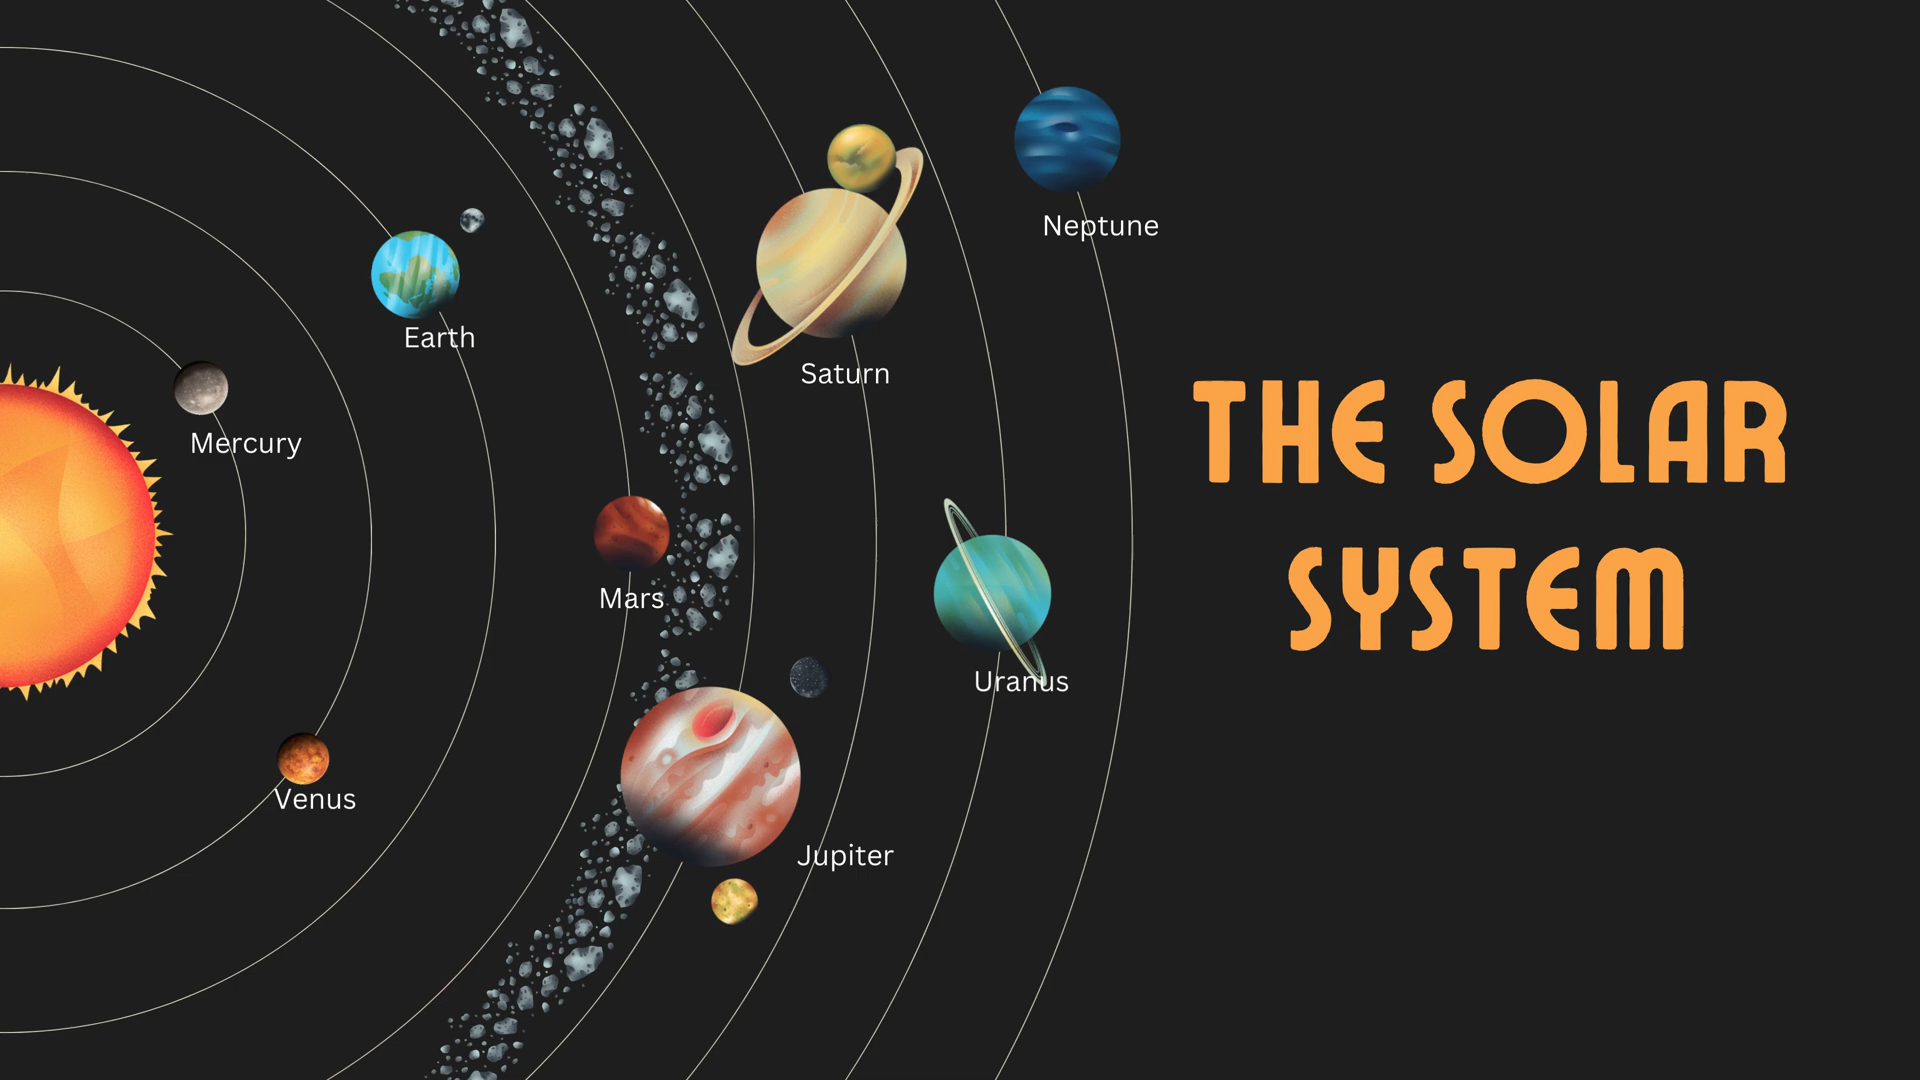 Neptune
Earth
Saturn
Mercury
THE SOLAR
SYSTEM
Mars
Uranus
Venus
Jupiter